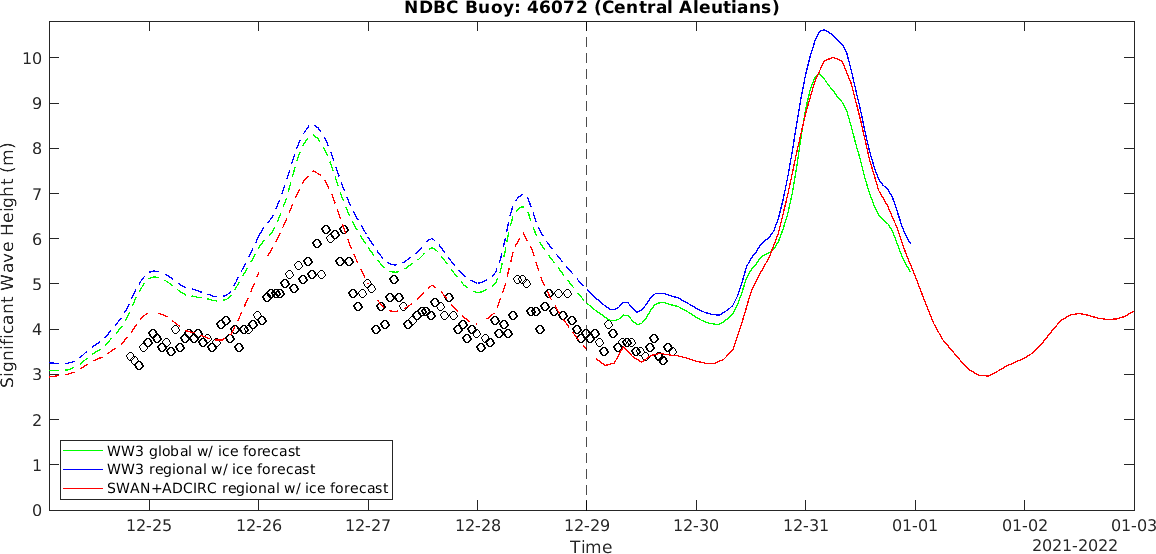 NDBC Buoy: 46072 (Central Aleutians)
Significant Wave Height (m)
10
9
8
7
6
5
4
3
2
1
0
WW3 global w/ ice forecast
WW3 regional w/ ice forecast
SWAN+ADCIRC regional w/ ice forecast
12-25 12-26 12-27 12-28 12-29 12-30 12-31 01-01 01-02 01-03
Time
2021-2022